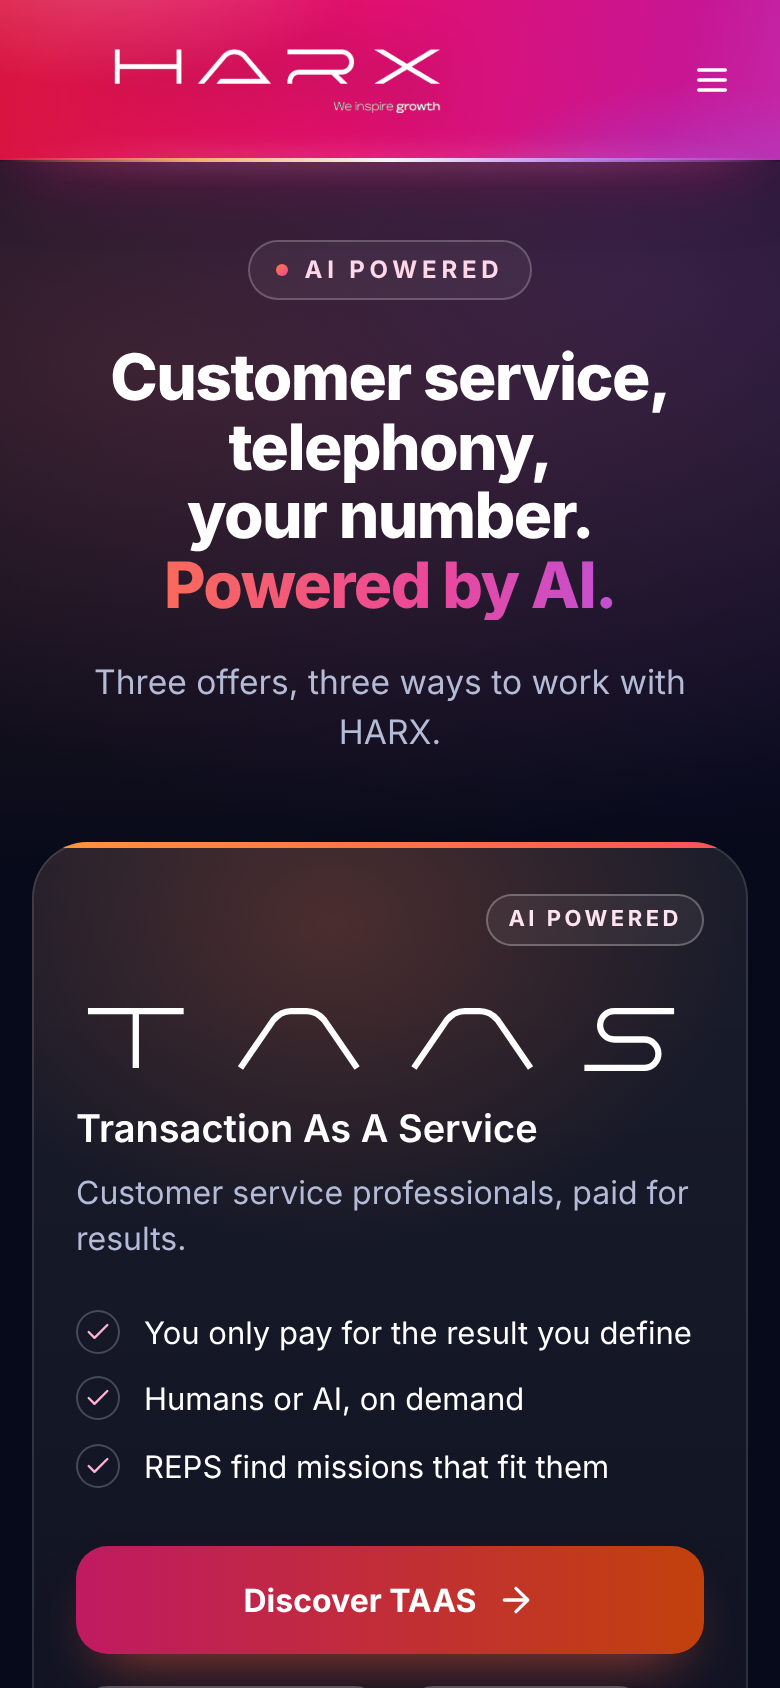 HARX
We inspire growth
AI POWERED
Customer service,
telephony,
your number.
Powered by AI.
Three offers, three ways to work with
HARX.
AI POWERED
TAAS
Transaction As A Service
Customer service professionals, paid for
results.
You only pay for the result you define
Humans or AI, on demand
REPS find missions that fit them
Discover TAAS